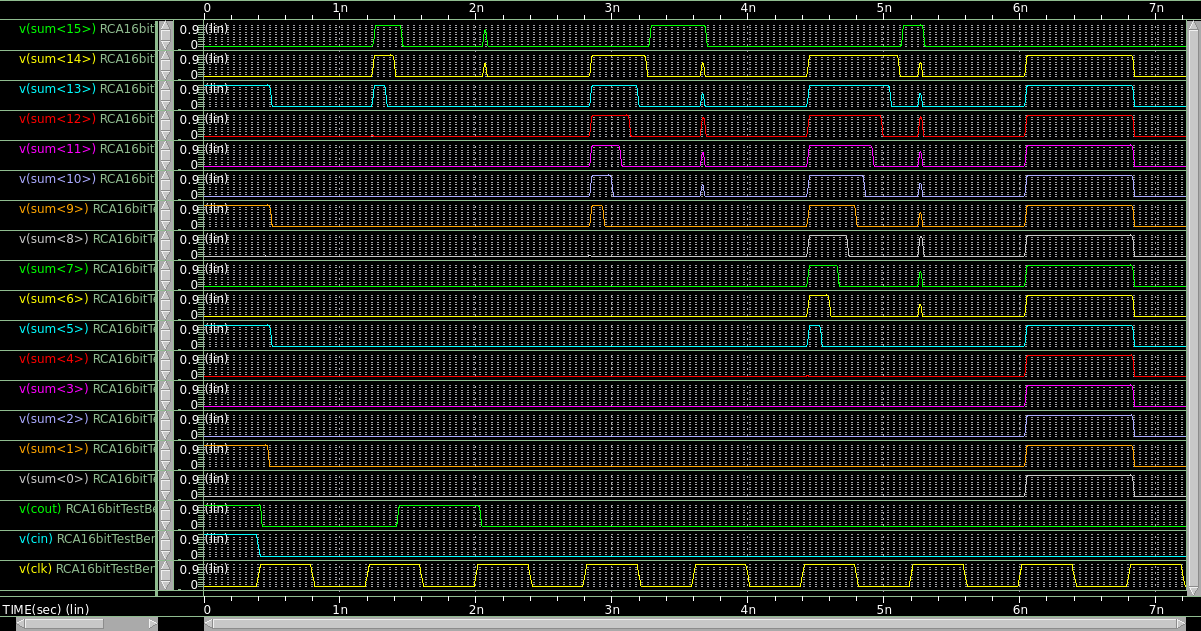 0 1n 2n 3n 4n 5n 6n 7n
v(sum<15>) RCA16bit 0.9 (lin)
0
v(sum<14>) RCA16bit 0.9 (lin)
0
v(sum<13>) RCA16bit 0.9 (lin)
0
v(sum<12>) RCA16bit 0.9 (lin)
0
v(sum<11>) RCA16bit 0.9 (lin)
0
v(sum<10>) RCA16bit 0.9 (lin)
0
v(sum<9>) RCA16bitT 0.9 (lin)
0
v(sum<8>) RCA16bitT 0.9 (lin)
0
v(sum<7>) RCA16bitT 0.9 (lin)
0
v(sum<6>) RCA16bitT 0.9 (lin)
0
v(sum<5>) RCA16bitT 0.9 (lin)
0
v(sum<4>) RCA16bitT 0.9 (lin)
0
v(sum<3>) RCA16bitT 0.9 (lin)
0
v(sum<2>) RCA16bitT 0.9 (lin)
0
v(sum<1>) RCA16bitT 0.9 (lin)
0
v(sum<0>) RCA16bitT 0.9 (lin)
0
v(cout) RCA16bitTestBe 0.9 (lin)
0
v(cin) RCA16bitTestBer 0.9 (lin)
0
v(clk) RCA16bitTestBer 0.9 (lin)
0
TIME(sec) (lin) 0 1n 2n 3n 4n 5n 6n 7n